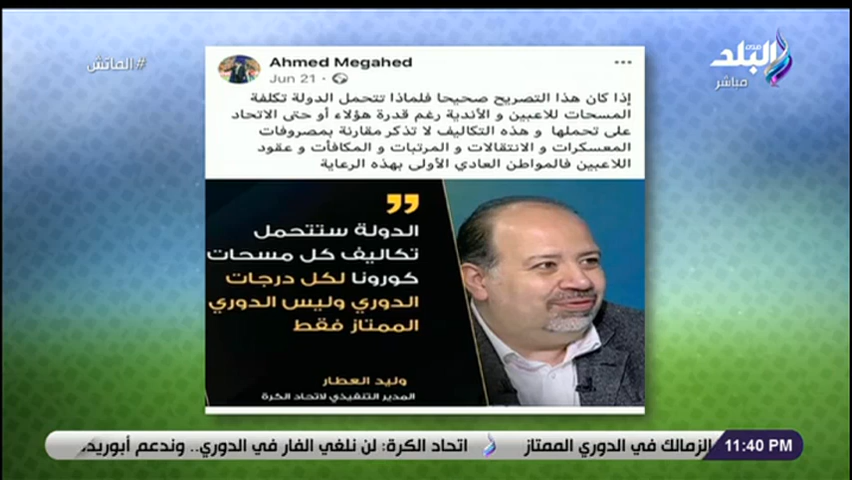 #الماتش
صدى
البلد
مباشر
Ahmed Megahed
Jun 21 ·
إذا كان هذا التصريح صحيحا فلماذا تتحمل الدولة تكلفة
المسحات للاعبين و الأندية رغم قدرة هؤلاء أو حتى الاتحاد
على تحملها و هذه التكاليف لا تذكر مقارنة بمصروفات
المعسكرات و الانتقالات و المرتبات و المكافآت و عقود
اللاعبين فالمواطن العادي الأولى بهذه الرعاية
الدولة ستتحمل
تكاليف كل مسحات
كورونا لكل درجات
الدوري وليس الدوري
الممتاز فقط
وليد العطار
المدير التنفيذي لاتحاد الكرة
11:40 PM
الزمالك في الدوري الممتاز
اتحاد الكرة: لن نلغي الفار في الدوري.. وندعم أبوريد